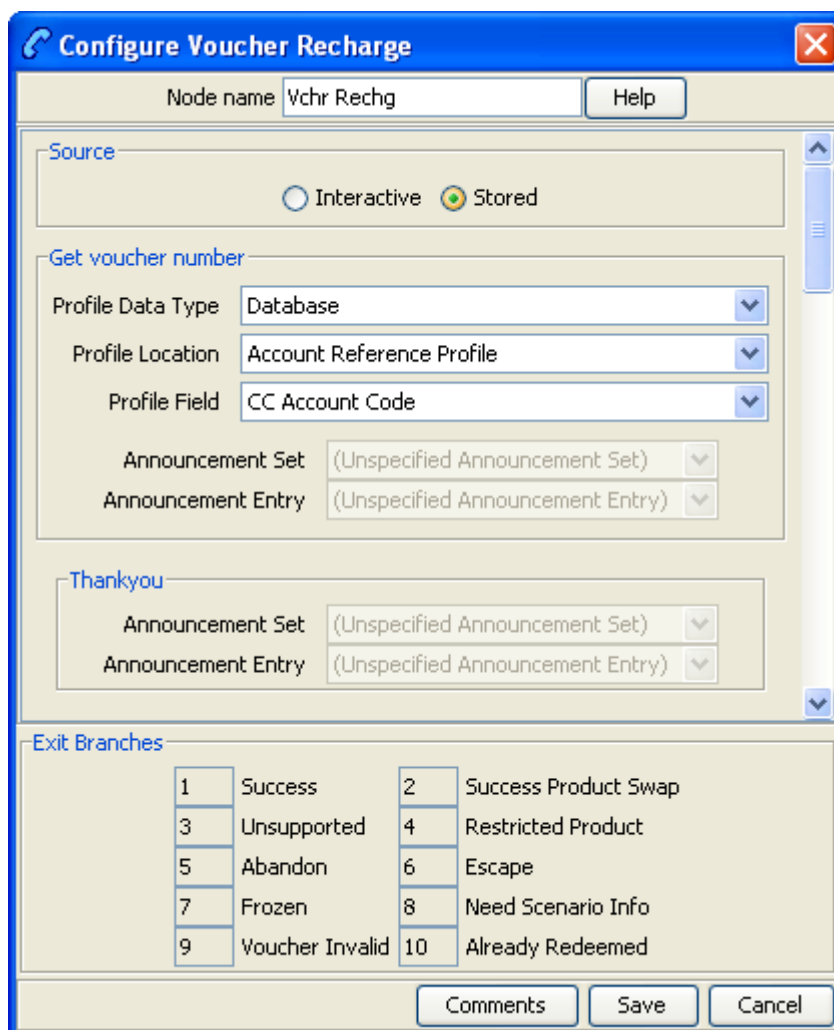 Configure Voucher Recharge
Node name Vchr Rechg Help
Source
Interactive Stored
Get voucher number
Profile Data Type Database
Profile Location Account Reference Profile
Profile Field CC Account Code
Announcement Set (Unspecified Announcement Set)
Announcement Entry (Unspecified Announcement Entry)
Thankyou
Announcement Set (Unspecified Announcement Set)
Announcement Entry (Unspecified Announcement Entry)
Exit Branches
1 Success 2 Success Product Swap
3 Unsupported 4 Restricted Product
5 Abandon 6 Escape
7 Frozen 8 Need Scenario Info
9 Voucher Invalid 10 Already Redeemed
Comments Save Cancel